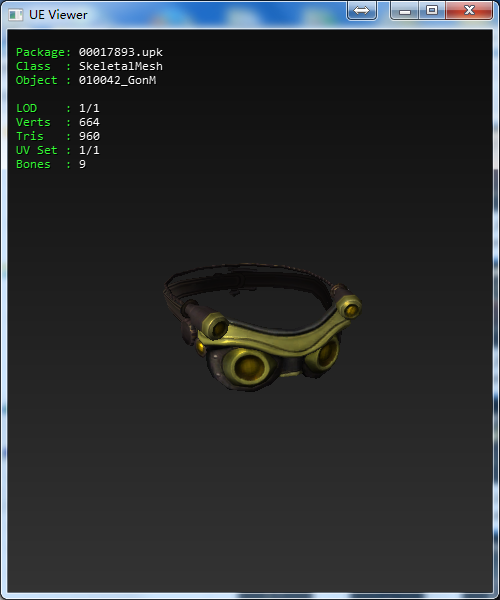 UE Viewer
Package: 00017893.upk
Class : SkeletalMesh
Object : 010042_GonM
LOD : 1/1
Verts : 664
Tris : 960
UV Set : 1/1
Bones : 9